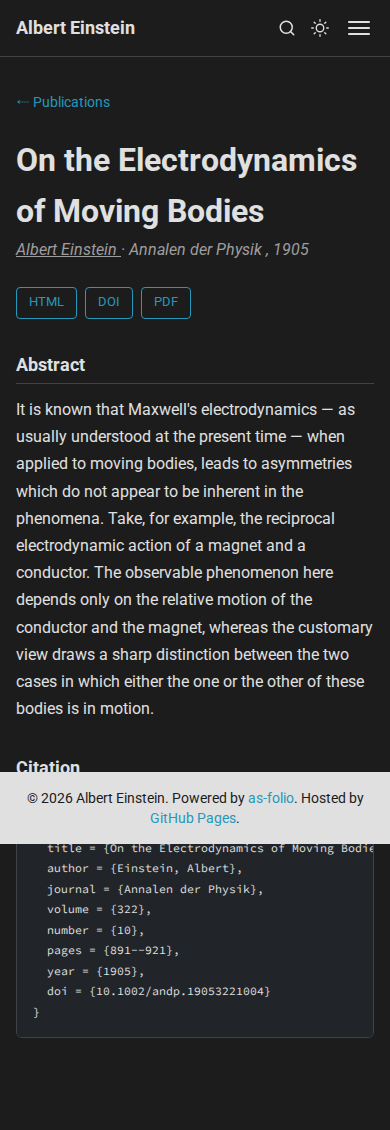 Albert Einstein
← Publications
On the Electrodynamics
of Moving Bodies
Albert Einstein · Annalen der Physik , 1905
HTML DOI PDF
Abstract
It is known that Maxwell's electrodynamics — as
usually understood at the present time — when
applied to moving bodies, leads to asymmetries
which do not appear to be inherent in the
phenomena. Take, for example, the reciprocal
electrodynamic action of a magnet and a
conductor. The observable phenomenon here
depends only on the relative motion of the
conductor and the magnet, whereas the customary
view draws a sharp distinction between the two
cases in which either the one or the other of these
bodies is in motion.
Citation
© 2026 Albert Einstein. Powered by as-folio. Hosted by
GitHub Pages.
title = {On the Electrodynamics of Moving Bodie
author = {Einstein, Albert},
journal = {Annalen der Physik},
volume = {322},
number = {10},
pages = {891--921},
year = {1905},
doi = {10.1002/andp.19053221004}
}